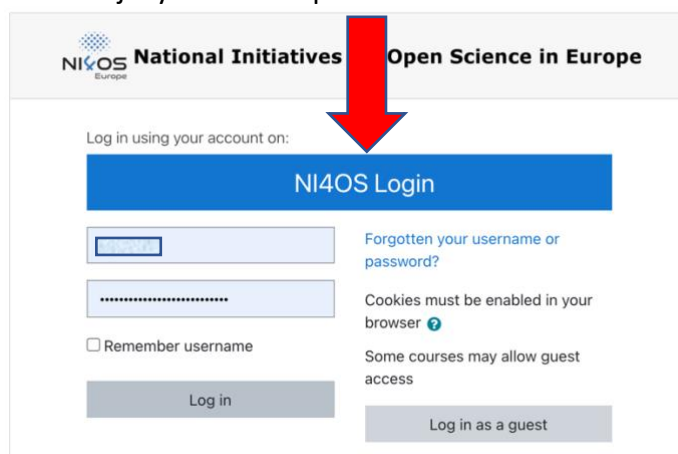 NI4OS
Europe
National Initiatives Open Science in Europe
Log in using your account on:
NI4OS Login
Forgotten your username or
password?
Cookies must be enabled in your
browser ?
Remember username
Some courses may allow guest
access
Log in
Log in as a guest